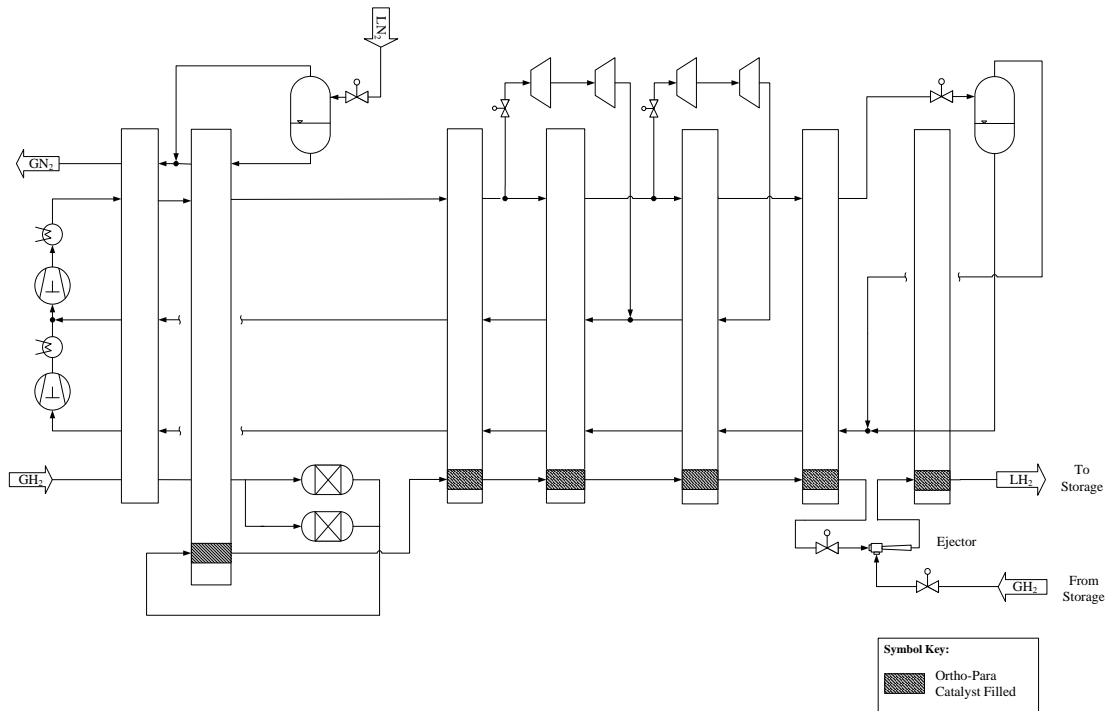 LN₂
GN₂
GH₂
LH₂
To
Storage
Ejector
GH₂
From
Storage
Symbol Key:
Ortho-Para
Catalyst Filled